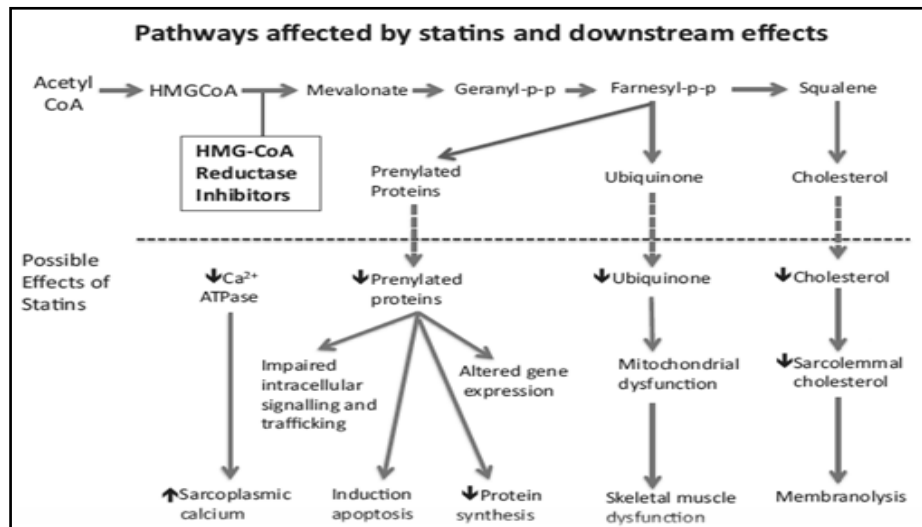 Pathways affected by statins and downstream effects
Acetyl
CoA
HMGCoA
Mevalonate
Geranyl-p-p
Farnesyl-p-p
Squalene
HMG-CoA
Reductase
Inhibitors
Prenylated
Proteins
Ubiquinone
Cholesterol
Possible
Effects of
Statins
↓Ca²⁺
ATPase
↓Prenylated
proteins
↓Ubiquinone
↓Cholesterol
Impaired
intracellular
signalling and
trafficking
Altered gene
expression
Mitochondrial
dysfunction
↓Sarcolemmal
cholesterol
↑Sarcoplasmic
calcium
Induction
apoptosis
↓Protein
synthesis
Skeletal muscle
dysfunction
Membranolysis